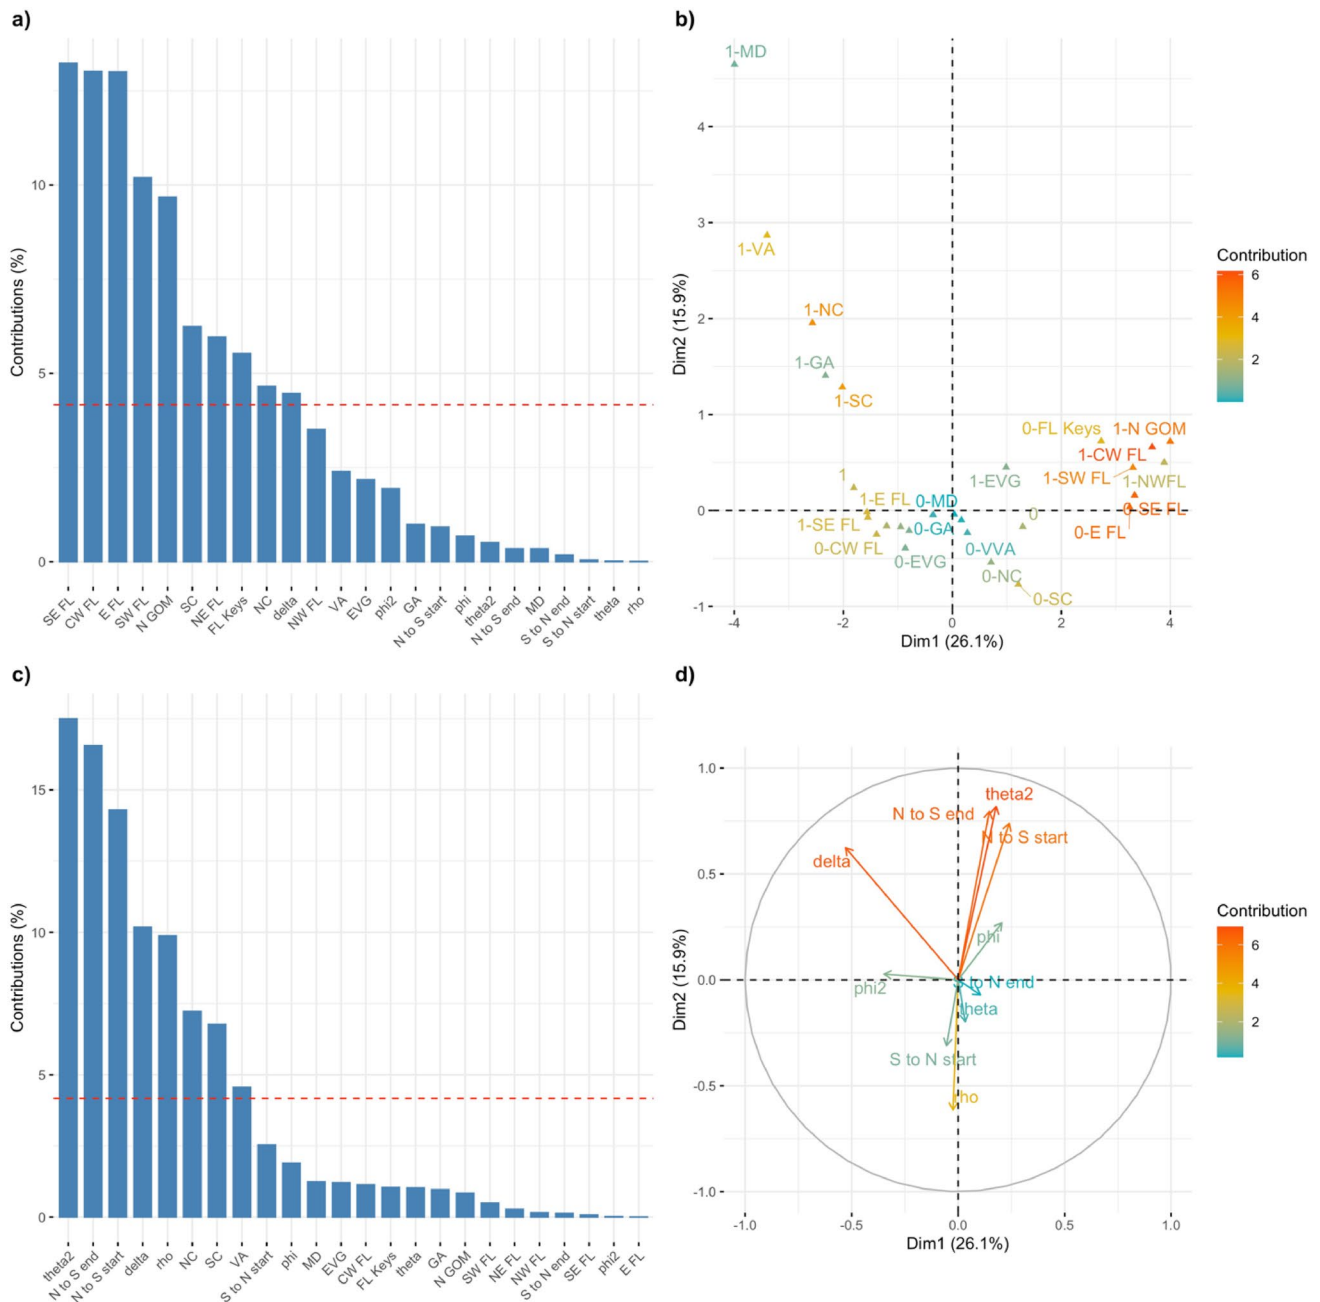 a)
Contributions (%)
10
5
0
SE FL
CW FL
E FL
SW FL
N GOM
SC
NE FL
FL Keys
NC
delta
NW FL
VA
EVG
phi2
GA
N to S start
phi
theta2
N to S end
MD
S to N end
S to N start
theta
rho
b)
Dim2 (15.9%)
4
3
2
1
0
-1
1-MD
1-VA
1-NC
1-GA
1-SC
0-FL Keys
1-N GOM
1-CW FL
1-SW FL
1-NWFL
1-EVG
1
1-E FL
0-MD
0-SE FL
0
1-SE FL
0-GA
0-E FL
0-CW FL
0-EVG
0-VVA
0-NC
0-SC
-4
-2
0
2
4
Dim1 (26.1%)
Contribution
6
4
2
c)
Contributions (%)
15
10
5
0
theta2
N to S end
N to S start
delta
rho
NC
SC
VA
S to N start
phi
MD
EVG
CW FL
FL Keys
theta
GA
N GOM
SW FL
NE FL
NW FL
S to N end
SE FL
phi2
E FL
d)
Dim2 (15.9%)
1.0
0.5
0.0
-0.5
-1.0
theta2
N to S end
N to S start
delta
phi
S to N end
phi2
theta
S to N start
rho
-1.0
-0.5
0.0
0.5
1.0
Dim1 (26.1%)
Contribution
6
4
2